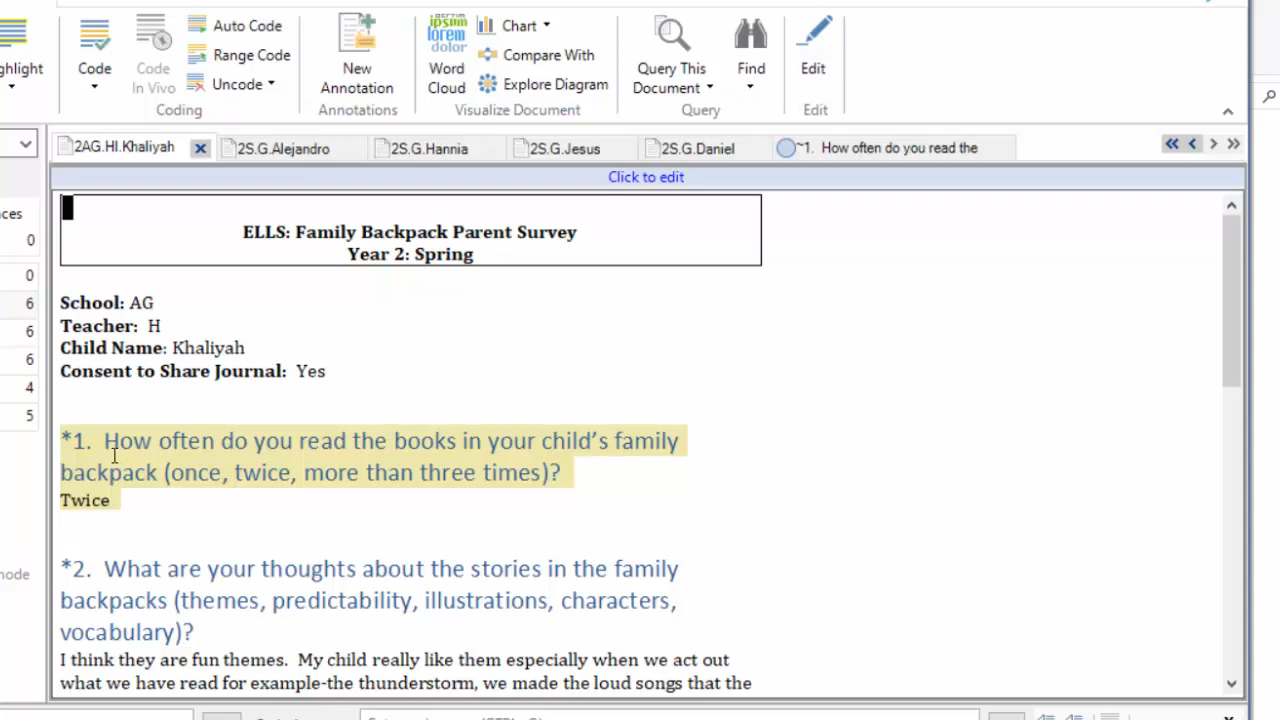 ghlight
Code
Code
In Vivo
Auto Code
Range Code
Uncode
Coding
New
Annotation
Annotations
ipsum
lorem
dolor
Word
Cloud
Chart
Compare With
Explore Diagram
Visualize Document
Query This
Document
Find
Query
Edit
Edit
2AG.HI.Khaliyah
2S.G.Alejandro
2S.G.Hannia
2S.G.Jesus
2S.G.Daniel
~1. How often do you read the
Click to edit
ces
0
0
6
6
6
4
5
node
ELLS: Family Backpack Parent Survey
Year 2: Spring
School: AG
Teacher: H
Child Name: Khaliyah
Consent to Share Journal: Yes
*1. How often do you read the books in your child's family
backpack (once, twice, more than three times)?
Twice
*2. What are your thoughts about the stories in the family
backpacks (themes, predictability, illustrations, characters,
vocabulary)?
I think they are fun themes. My child really like them especially when we act out
what we have read for example-the thunderstorm, we made the loud songs that the